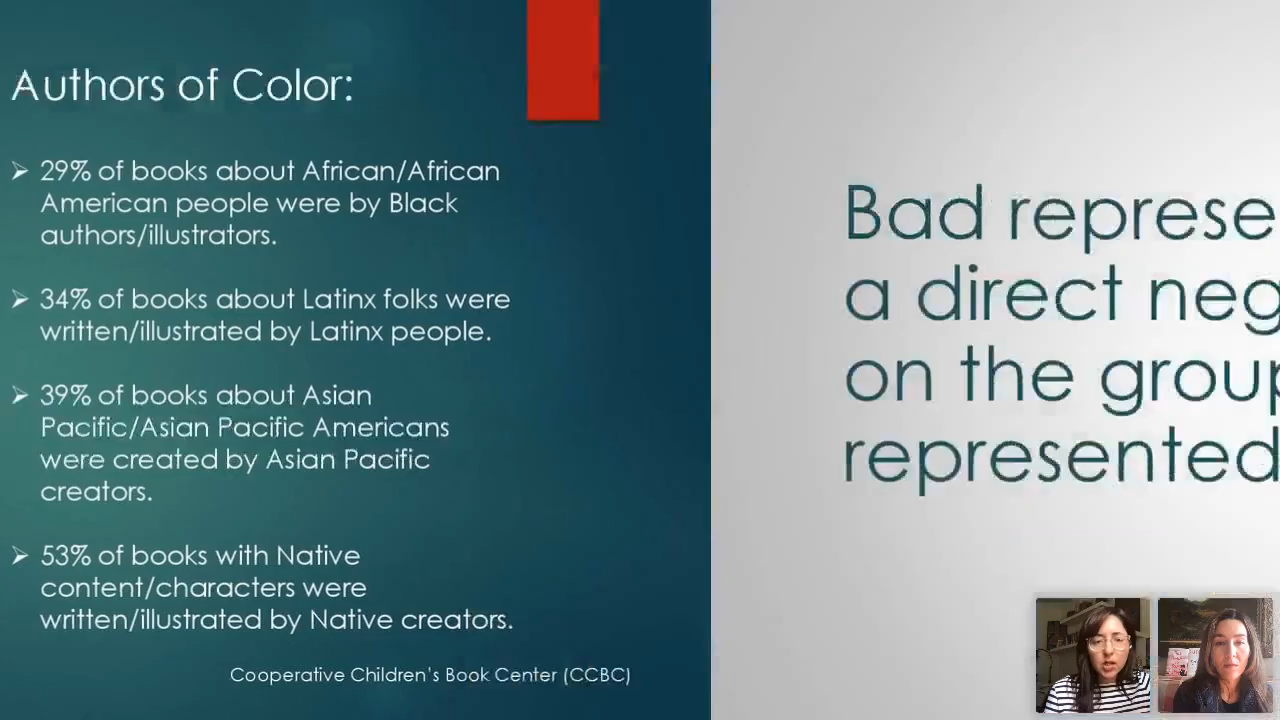 Authors of Color:
➢ 29% of books about African/African
American people were by Black
authors/illustrators.
➢ 34% of books about Latinx folks were
written/illustrated by Latinx people.
➢ 39% of books about Asian
Pacific/Asian Pacific Americans
were created by Asian Pacific
creators.
➢ 53% of books with Native
content/characters were
written/illustrated by Native creators.
Cooperative Children's Book Center (CCBC)
Bad represe
a direct neg
on the group
represented